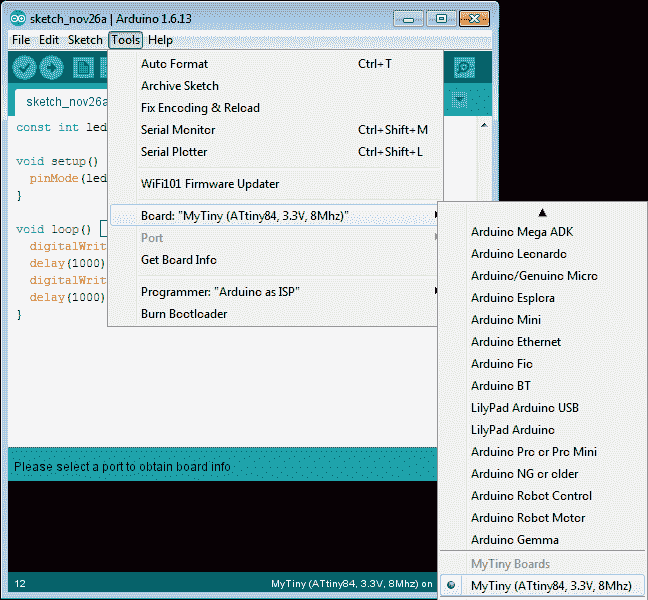 sketch_nov26a | Arduino 1.6.13
File Edit Sketch Tools Help
sketch_nov26a
const int led
void setup()
pinMode(led
}
void loop()
digitalWrit
delay(1000)
digitalWrit
delay(1000)
}
Auto Format Ctrl+T
Archive Sketch
Fix Encoding & Reload
Serial Monitor Ctrl+Shift+M
Serial Plotter Ctrl+Shift+L
WiFi101 Firmware Updater
Board: "MyTiny (ATtiny84, 3.3V, 8Mhz)"
Port
Get Board Info
Programmer: "Arduino as ISP"
Burn Bootloader
Arduino Mega ADK
Arduino Leonardo
Arduino/Genuino Micro
Arduino Esplora
Arduino Mini
Arduino Ethernet
Arduino Fio
Arduino BT
LilyPad Arduino USB
LilyPad Arduino
Arduino Pro or Pro Mini
Arduino NG or older
Arduino Robot Control
Arduino Robot Motor
Arduino Gemma
MyTiny Boards
MyTiny (ATtiny84, 3.3V, 8Mhz)
Please select a port to obtain board info
12 MyTiny (ATtiny84, 3.3V, 8Mhz) on